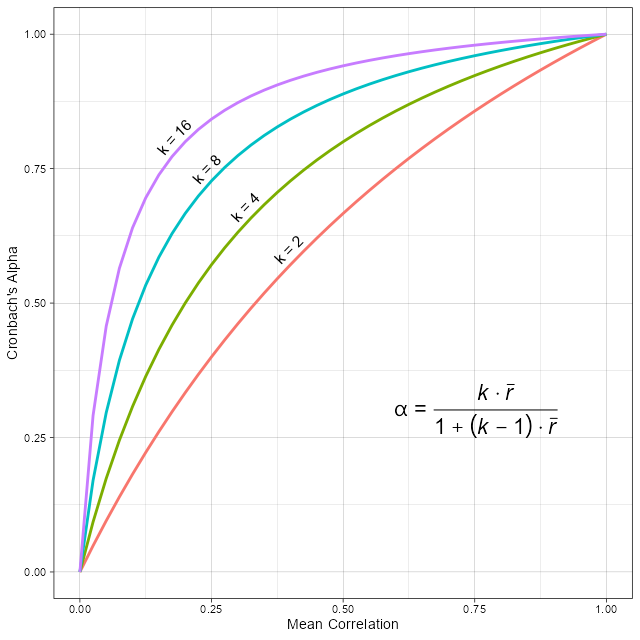 1.00
0.75
0.50
0.25
0.00
Cronbach's Alpha
k = 16
k = 8
k = 4
k = 2
α = k · r̄ / 1 + (k − 1) · r̄
0.00 0.25 0.50 0.75 1.00
Mean Correlation